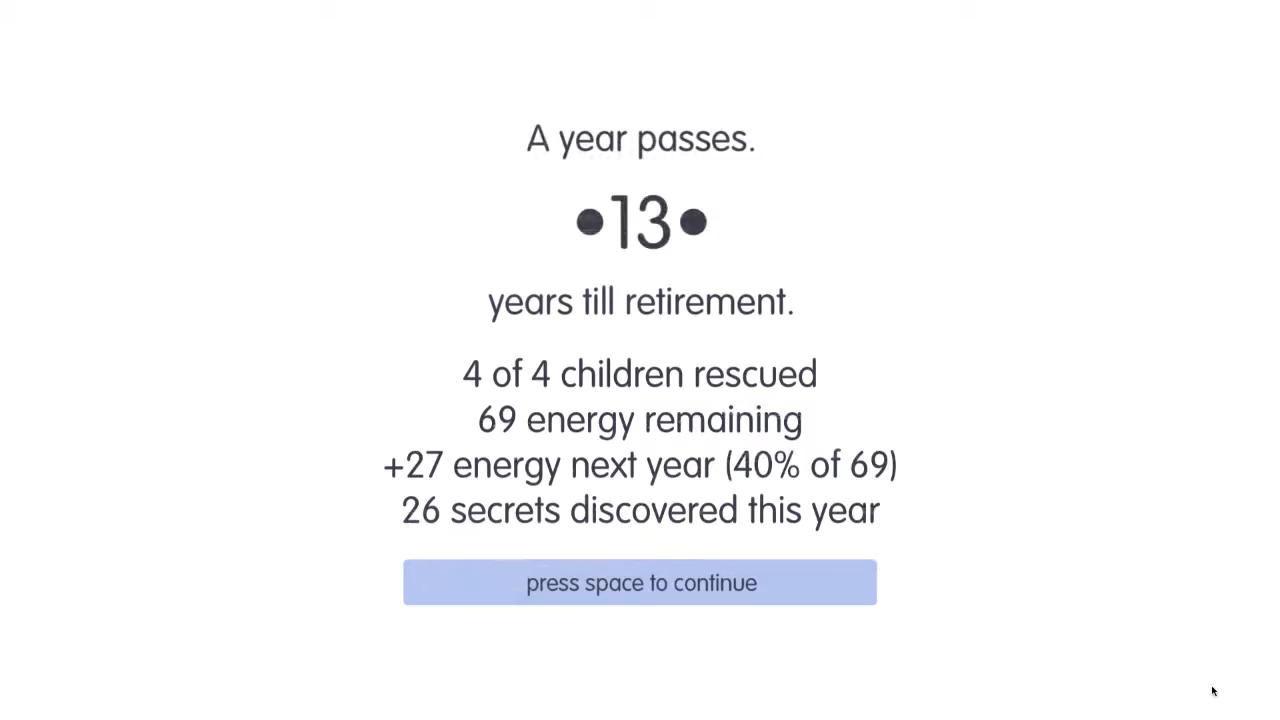 A year passes.
•13•
years till retirement.
4 of 4 children rescued
69 energy remaining
+27 energy next year (40% of 69)
26 secrets discovered this year
press space to continue